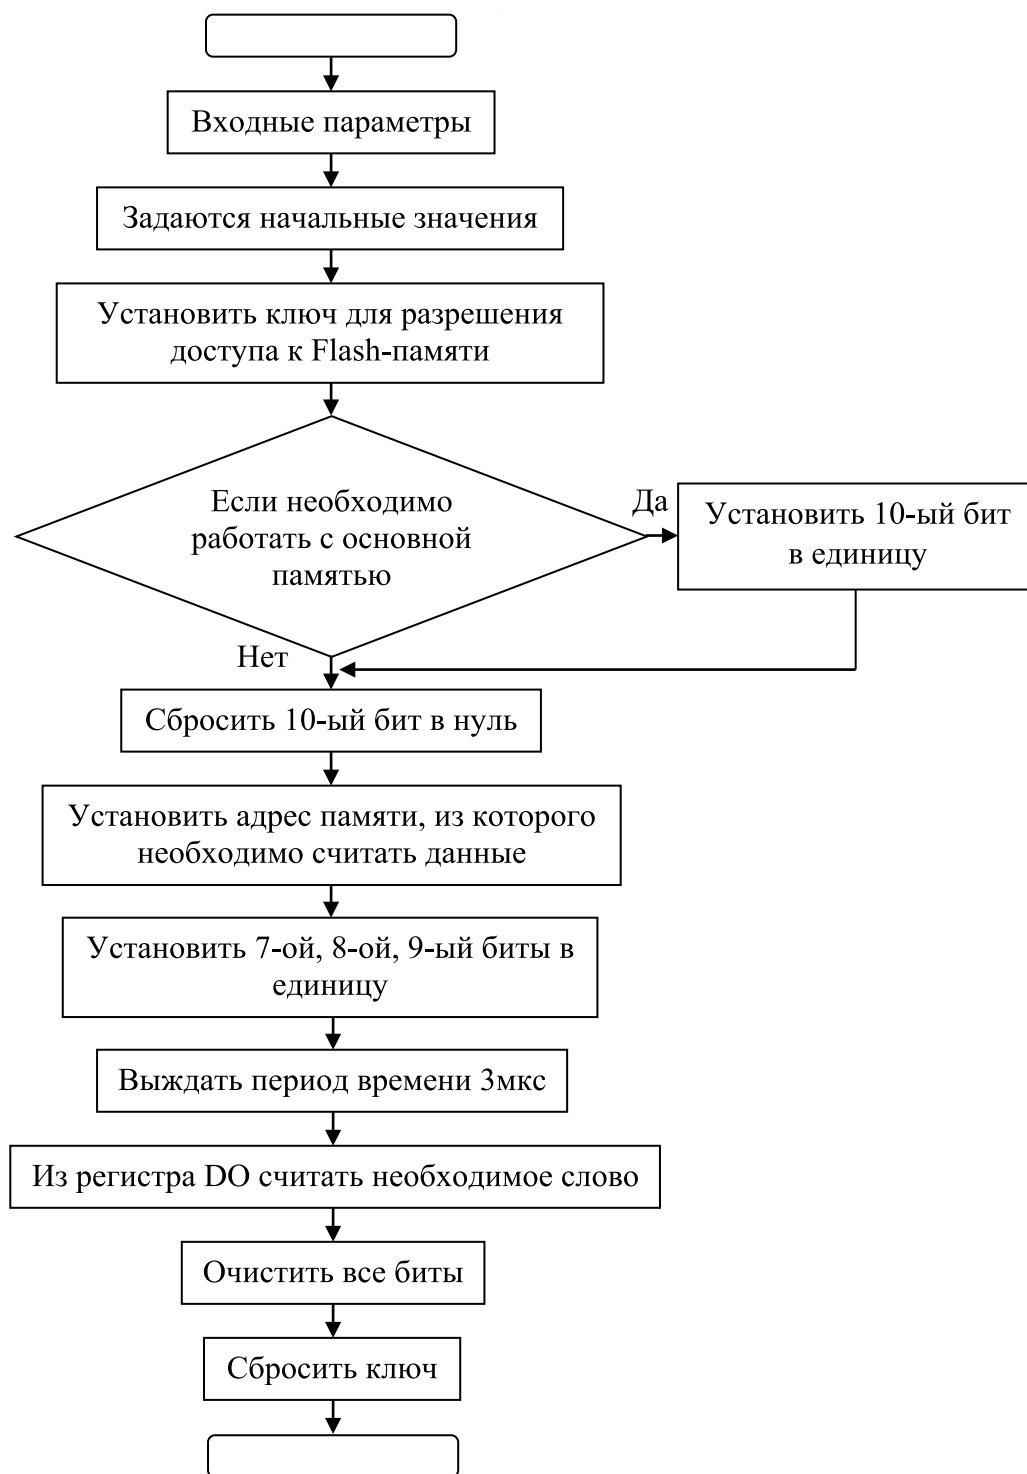 Входные параметры
Задаются начальные значения
Установить ключ для разрешения
доступа к Flash-памяти
Если необходимо
работать с основной
памятью
Да
Установить 10-ый бит
в единицу
Нет
Сбросить 10-ый бит в нуль
Установить адрес памяти, из которого
необходимо считать данные
Установить 7-ой, 8-ой, 9-ый биты в
единицу
Выждать период времени 3мкс
Из регистра DO считать необходимое слово
Очистить все биты
Сбросить ключ